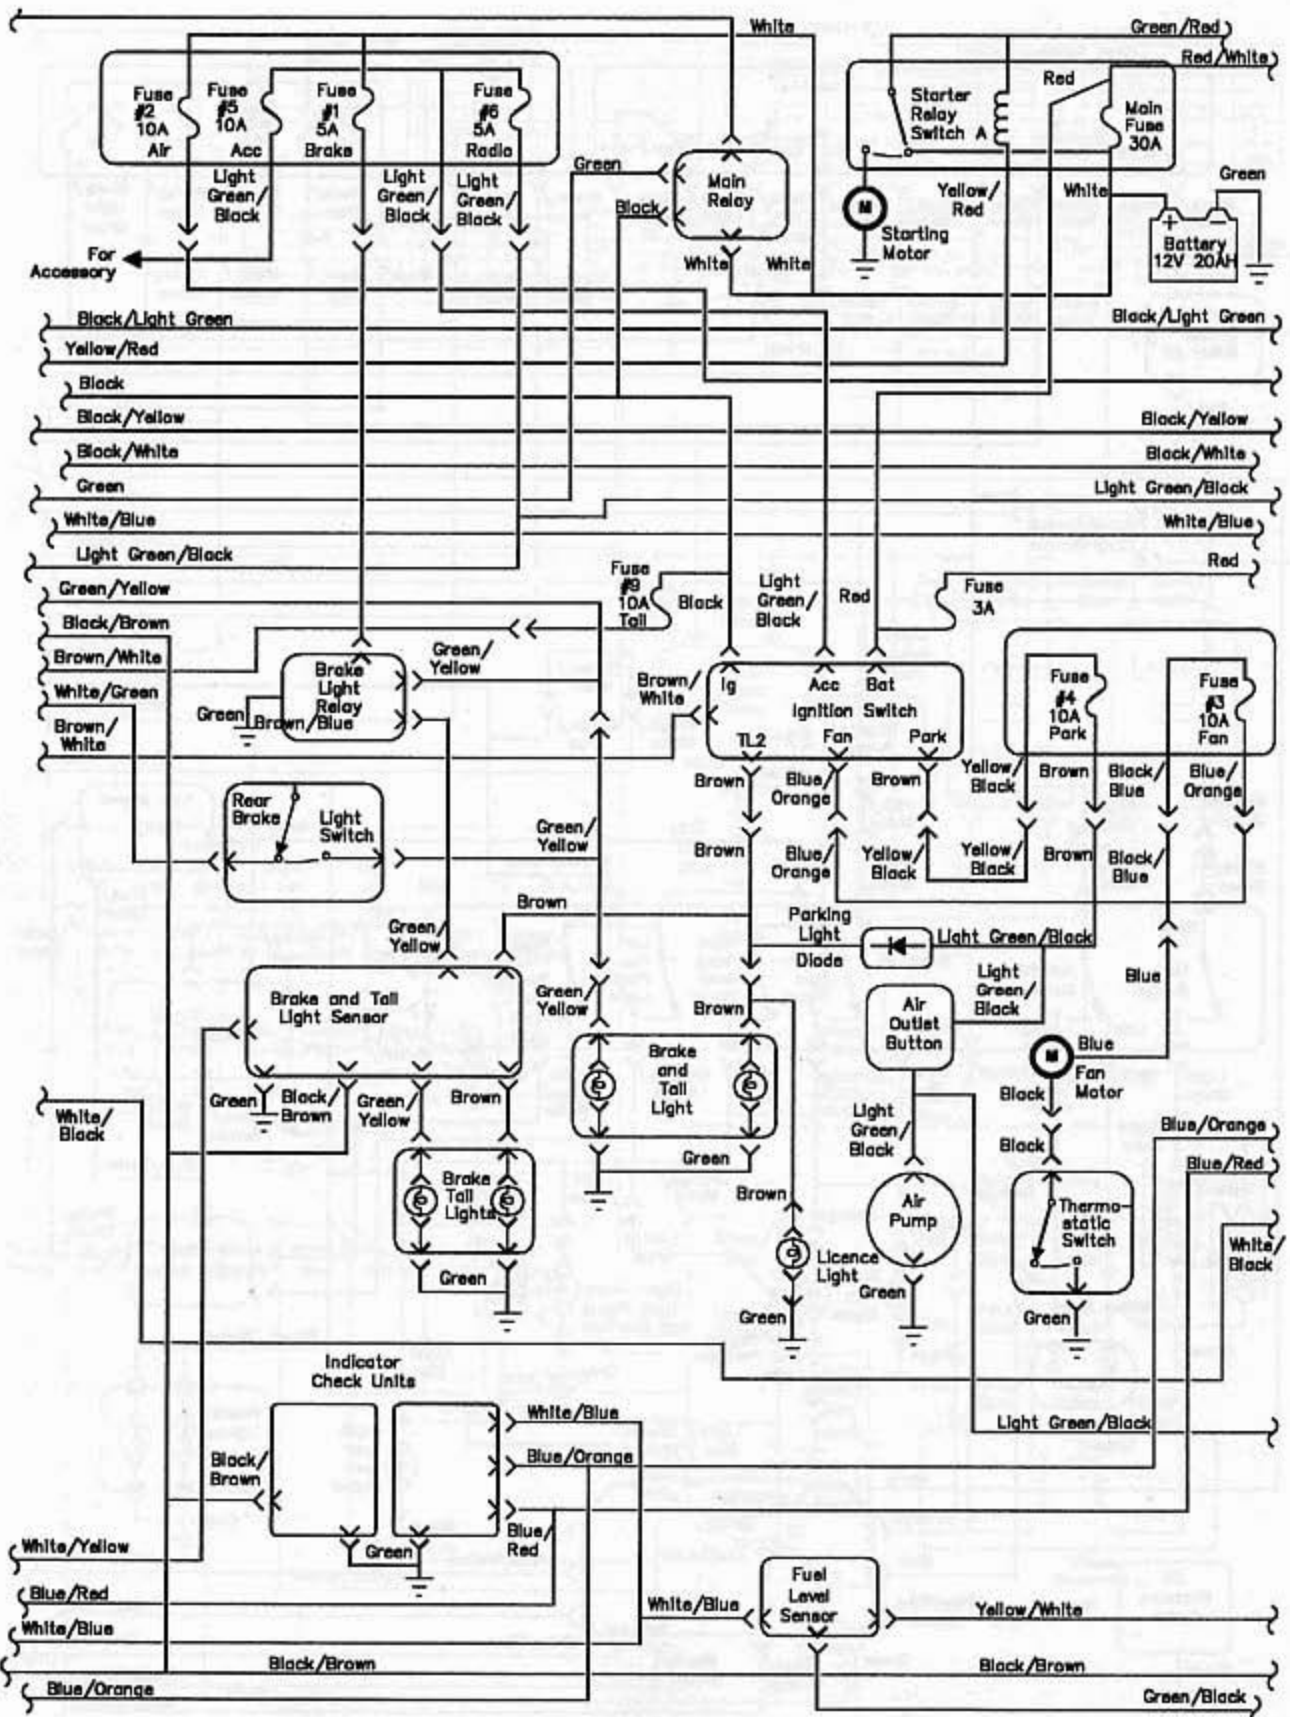 White
Green/Red
Red/White
Fuse
#2
10A
Air
Fuse
#5
10A
Acc
Fuse
#1
5A
Brake
Fuse
#6
5A
Radio
Starter
Relay
Switch A
Red
Main
Fuse
30A
Light
Green/
Black
Light
Green/
Black
Light
Green/
Black
Green
Black
Main
Relay
M
Starting
Motor
Yellow/
Red
White
Green
+ −
Battery
12V 20AH
For
Accessory
White
White
Black/Light Green
Black/Light Green
Yellow/Red
Black
Black/Yellow
Black/Yellow
Black/White
Black/White
Green
Light Green/Black
White/Blue
White/Blue
Light Green/Black
Red
Green/Yellow
Fuse
#9
10A
Tail
Black
Light
Green/
Black
Red
Fuse
3A
Black/Brown
Brown/White
White/Green
Brown/
White
Brake
Light
Relay
Green
Brown/Blue
Green/
Yellow
Brown/
White
Ig
Acc
Bat
Ignition Switch
TL2
Fan
Park
Fuse
#4
10A
Park
Fuse
#3
10A
Fan
Brown
Blue/
Orange
Brown
Yellow/
Black
Brown
Black/
Blue
Blue/
Orange
Rear
Brake
Light
Switch
Green/
Yellow
Brown
Blue/
Orange
Yellow/
Black
Yellow/
Black
Brown
Black/
Blue
Green/
Yellow
Brown
Parking
Light
Diode
Light Green/Black
Light
Green/
Black
Blue
Brake and Tail
Light Sensor
Green/
Yellow
Brown
Air
Outlet
Button
M
Blue
Fan
Motor
Brake
and
Tail
Light
Green
Black/
Brown
Green/
Yellow
Brown
White/
Black
Black
Black
Light
Green/
Black
Blue/Orange
Blue/Red
Green
Brake
Tail
Lights
Brown
Air
Pump
Thermo-
static
Switch
White/
Black
Green
Licence
Light
Green
Green
Green
Indicator
Check Units
White/Blue
Blue/Orange
Light Green/Black
Black/
Brown
Blue/
Red
Green
White/Yellow
Fuel
Level
Sensor
Blue/Red
White/Blue
Yellow/White
White/Blue
Black/Brown
Black/Brown
Blue/Orange
Green/Black